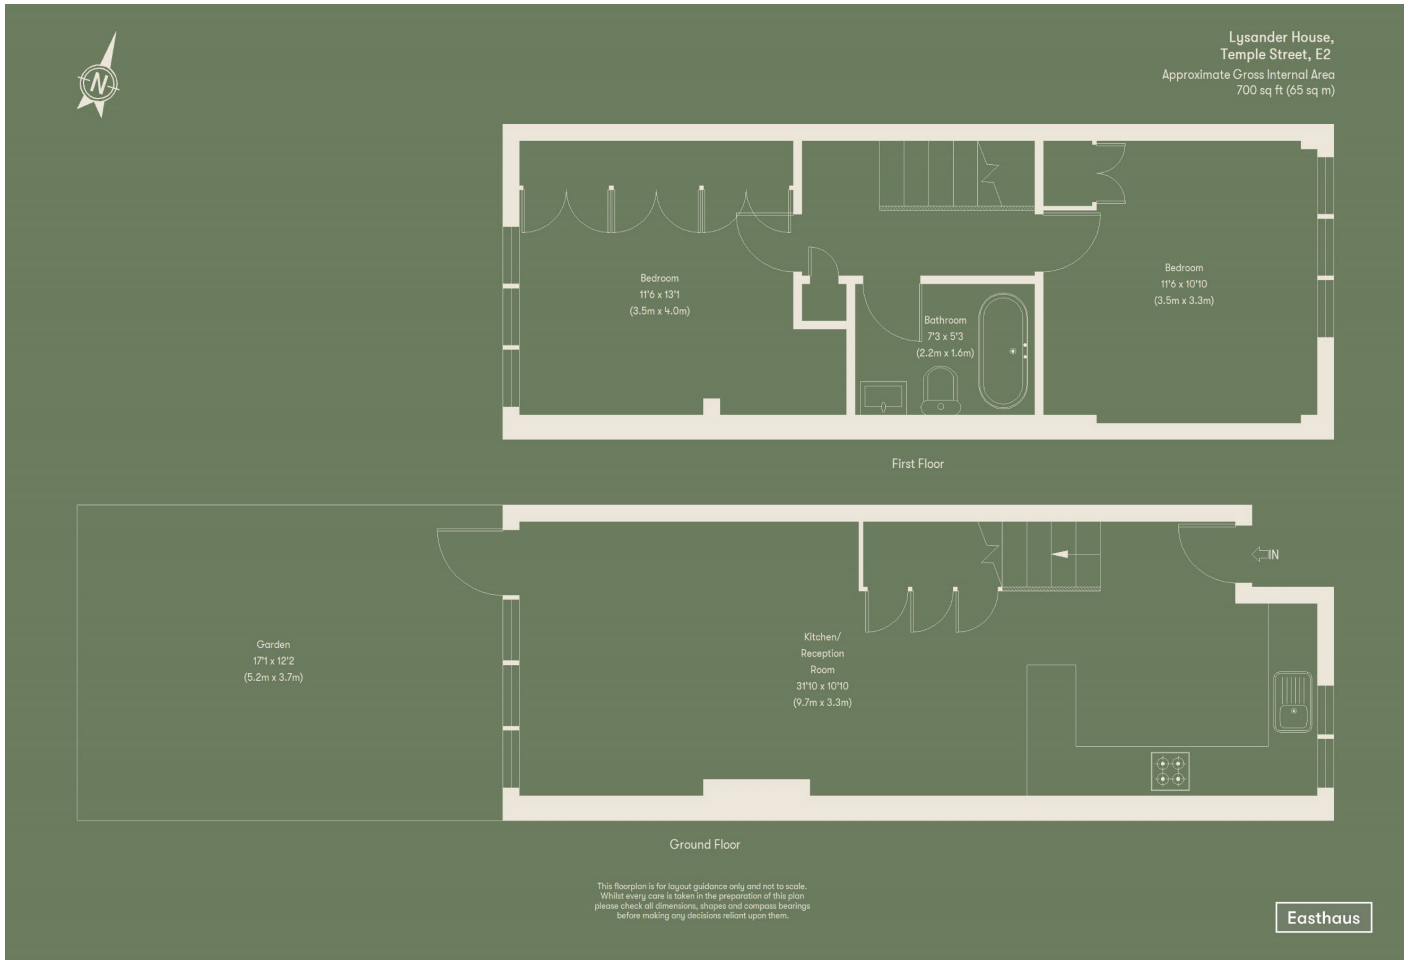 N
Lysander House,
Temple Street, E2
Approximate Gross Internal Area
700 sq ft (65 sq m)
Bedroom
11'6 x 13'1
(3.5m x 4.0m)
Bathroom
7'3 x 5'3
(2.2m x 1.6m)
Bedroom
11'6 x 10'10
(3.5m x 3.3m)
First Floor
IN
Garden
17'1 x 12'2
(5.2m x 3.7m)
Kitchen/
Reception
Room
31'10 x 10'10
(9.7m x 3.3m)
Ground Floor
This floorplan is for layout guidance only and not to scale.
Whilst every care is taken in the preparation of this plan
please check all dimensions, shapes and compass bearings
before making any decisions reliant upon them.
Easthaus